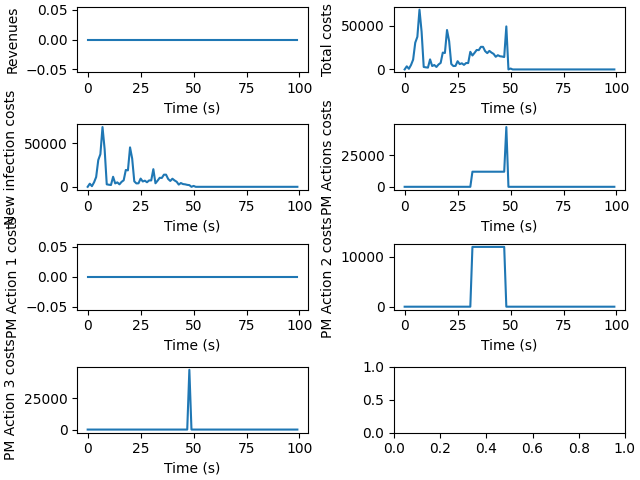 Revenues
0.05
0.00
−0.05
0 25 50 75 100
Time (s)
Total costs
50000
0
0 25 50 75 100
Time (s)
New infection costs
50000
0
0 25 50 75 100
Time (s)
PM Actions costs
25000
0
0 25 50 75 100
Time (s)
PM Action 1 costs
0.05
0.00
−0.05
0 25 50 75 100
Time (s)
PM Action 2 costs
10000
0
0 25 50 75 100
Time (s)
PM Action 3 costs
25000
0
0 25 50 75 100
Time (s)
1.0
0.5
0.0
0.0 0.2 0.4 0.6 0.8 1.0